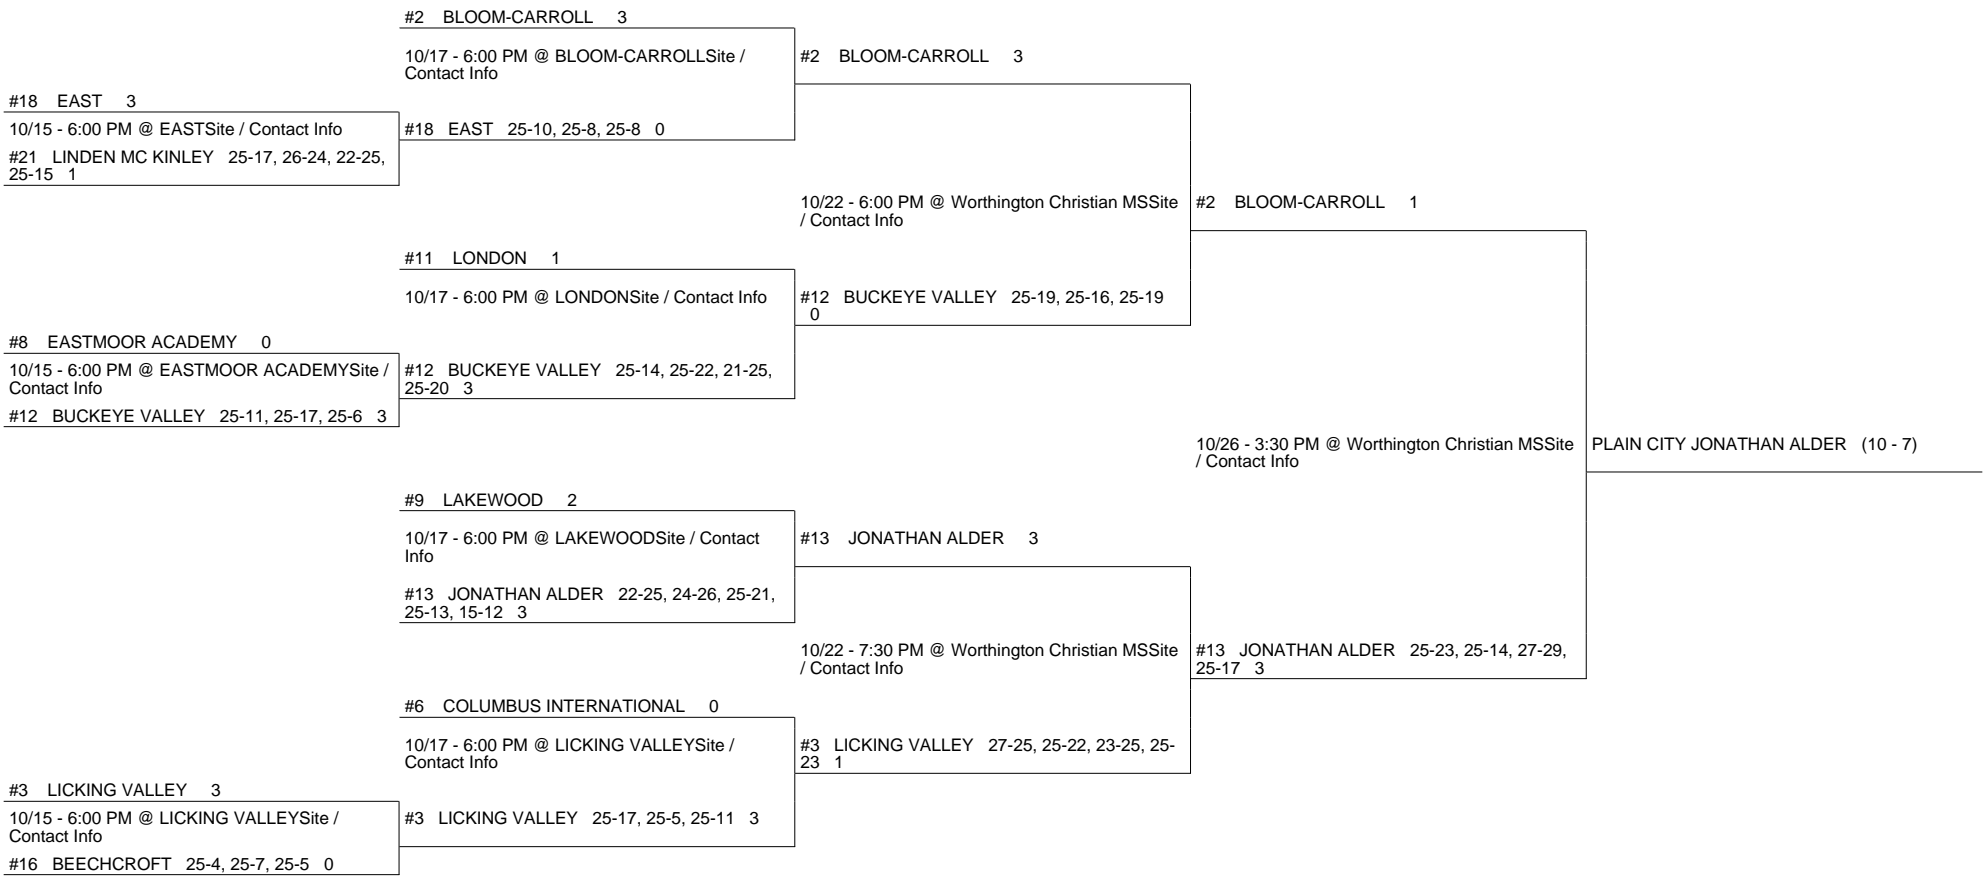 #2 BLOOM-CARROLL 3
10/17 - 6:00 PM @ BLOOM-CARROLLSite /
Contact Info
#18 EAST 3
10/15 - 6:00 PM @ EASTSite / Contact Info
#21 LINDEN MC KINLEY 25-17, 26-24, 22-25,
25-15 1
#18 EAST 25-10, 25-8, 25-8 0
#2 BLOOM-CARROLL 3
10/22 - 6:00 PM @ Worthington Christian MSSite
/ Contact Info
#11 LONDON 1
10/17 - 6:00 PM @ LONDONSite / Contact Info
#8 EASTMOOR ACADEMY 0
10/15 - 6:00 PM @ EASTMOOR ACADEMYSite /
Contact Info
#12 BUCKEYE VALLEY 25-11, 25-17, 25-6 3
#12 BUCKEYE VALLEY 25-14, 25-22, 21-25,
25-20 3
#12 BUCKEYE VALLEY 25-19, 25-16, 25-19
0
#2 BLOOM-CARROLL 1
10/26 - 3:30 PM @ Worthington Christian MSSite
/ Contact Info
PLAIN CITY JONATHAN ALDER (10 - 7)
#9 LAKEWOOD 2
10/17 - 6:00 PM @ LAKEWOODSite / Contact
Info
#13 JONATHAN ALDER 22-25, 24-26, 25-21,
25-13, 15-12 3
#13 JONATHAN ALDER 3
10/22 - 7:30 PM @ Worthington Christian MSSite
/ Contact Info
#13 JONATHAN ALDER 25-23, 25-14, 27-29,
25-17 3
#6 COLUMBUS INTERNATIONAL 0
10/17 - 6:00 PM @ LICKING VALLEYSite /
Contact Info
#3 LICKING VALLEY 27-25, 25-22, 23-25, 25-
23 1
#3 LICKING VALLEY 3
10/15 - 6:00 PM @ LICKING VALLEYSite /
Contact Info
#16 BEECHCROFT 25-4, 25-7, 25-5 0
#3 LICKING VALLEY 25-17, 25-5, 25-11 3